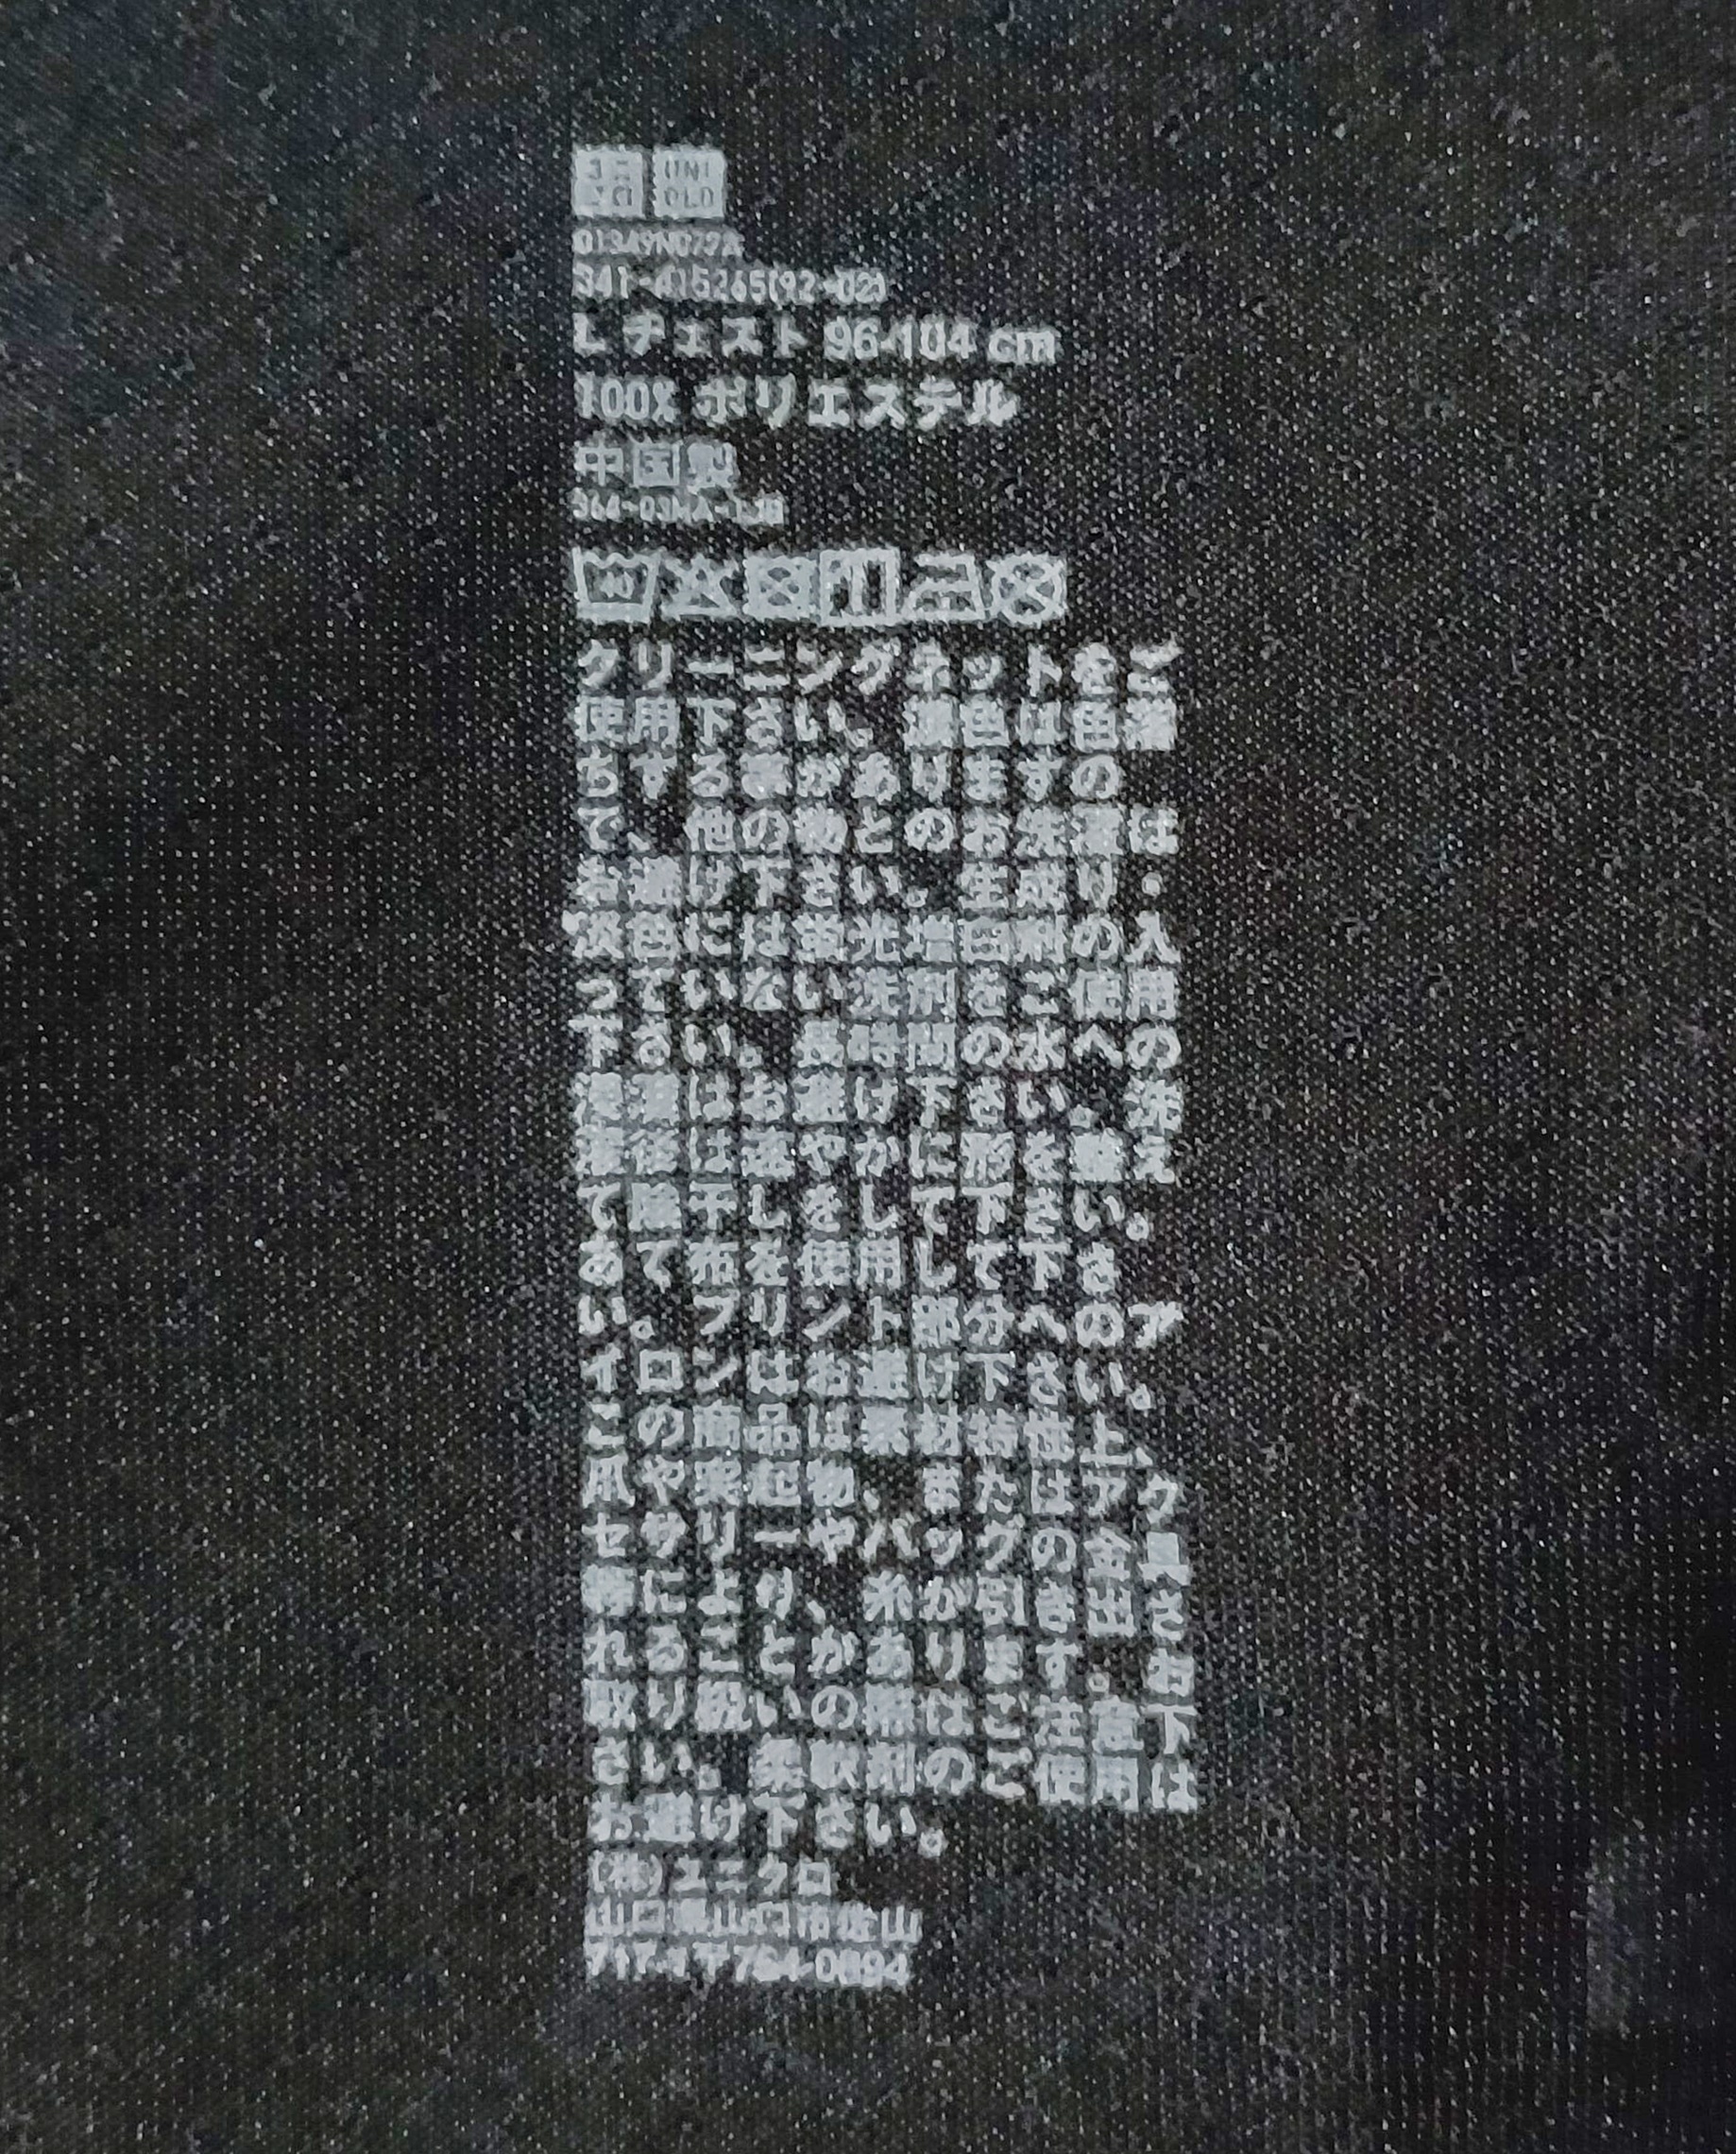 ユニ
クロ
UNI
QLO
341-415265(92-02)
L チェスト 96-104 cm
100% ポリエステル
中国製
40
クリーニングネットをご
使用下さい。濃色は色落
ちする事がありますの
で、他の物とのお洗濯は
お避け下さい。生成り・
淡色には蛍光増白剤の入
っていない洗剤をご使用
下さい。長時間の水への
浸漬はお避け下さい。洗
濯後は速やかに形を整え
て陰干しをして下さい。
あて布を使用して下さ
い。プリント部分へのア
イロンはお避け下さい。
この商品は素材特性上、
爪や突起物、またはアク
セサリーやバッグの金具
等により、糸が引き出さ
れることがあります。お
取り扱いの際はご注意下
さい。柔軟剤のご使用は
お避け下さい。
(株)ユニクロ
山口県山口市佐山
717-1 〒754-0894